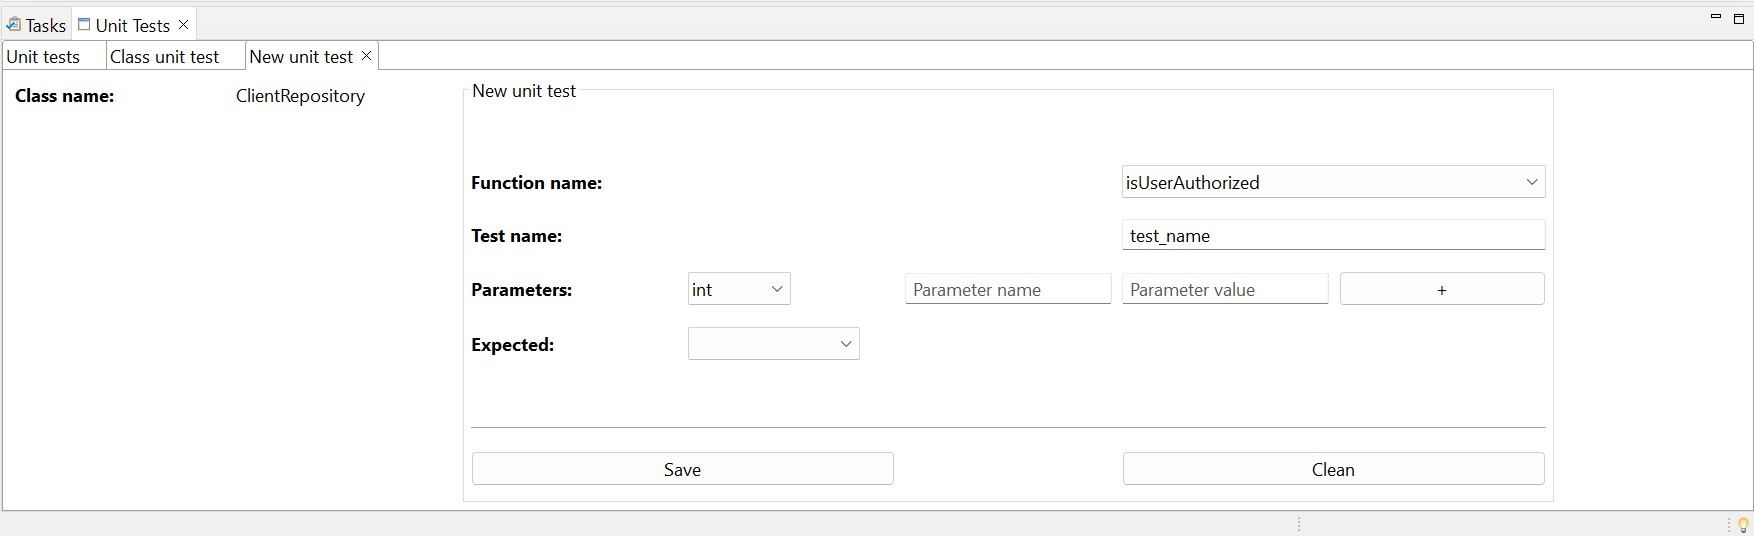 Tasks Unit Tests
Unit tests Class unit test New unit test
Class name: ClientRepository
New unit test
Function name: isUserAuthorized
Test name: test_name
Parameters: int Parameter name Parameter value +
Expected:
Save Clean